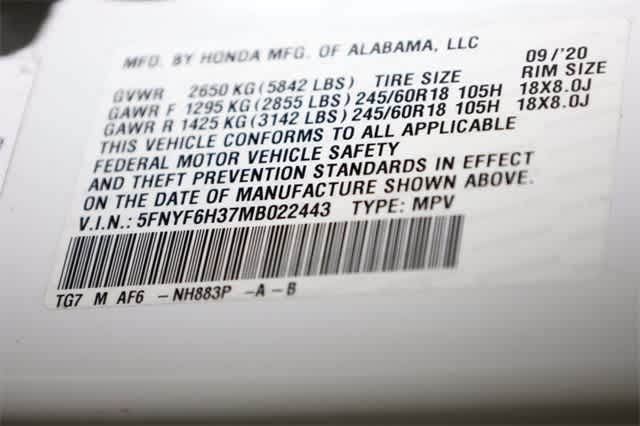 MFD. BY HONDA MFG. OF ALABAMA, LLC 09/'20
GVWR 2650 KG (5842 LBS) TIRE SIZE RIM SIZE
GAWR F 1295 KG (2855 LBS) 245/60R18 105H 18X8.0J
GAWR R 1425 KG (3142 LBS) 245/60R18 105H 18X8.0J
THIS VEHICLE CONFORMS TO ALL APPLICABLE
FEDERAL MOTOR VEHICLE SAFETY
AND THEFT PREVENTION STANDARDS IN EFFECT
ON THE DATE OF MANUFACTURE SHOWN ABOVE.
V.I.N.: 5FNYF6H37MB022443 TYPE: MPV
TG7 M AF6 - NH883P - A - B